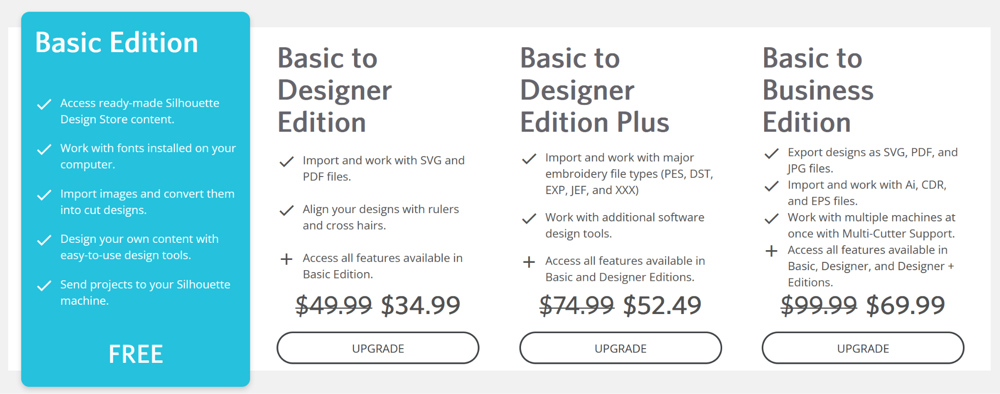 Basic Edition
Access ready-made Silhouette
Design Store content.
Work with fonts installed on your
computer.
Import images and convert them
into cut designs.
Design your own content with
easy-to-use design tools.
Send projects to your Silhouette
machine.
FREE
Basic to
Designer
Edition
Import and work with SVG and
PDF files.
Align your designs with rulers
and cross hairs.
+ Access all features available in
Basic Edition.
$49.99 $34.99
UPGRADE
Basic to
Designer
Edition Plus
Import and work with major
embroidery file types (PES, DST,
EXP, JEF, and XXX)
Work with additional software
design tools.
+ Access all features available in
Basic and Designer Editions.
$74.99 $52.49
UPGRADE
Basic to
Business
Edition
Export designs as SVG, PDF, and
JPG files.
Import and work with Ai, CDR,
and EPS files.
Work with multiple machines at
once with Multi-Cutter Support.
+ Access all features available in
Basic, Designer, and Designer +
Editions.
$99.99 $69.99
UPGRADE